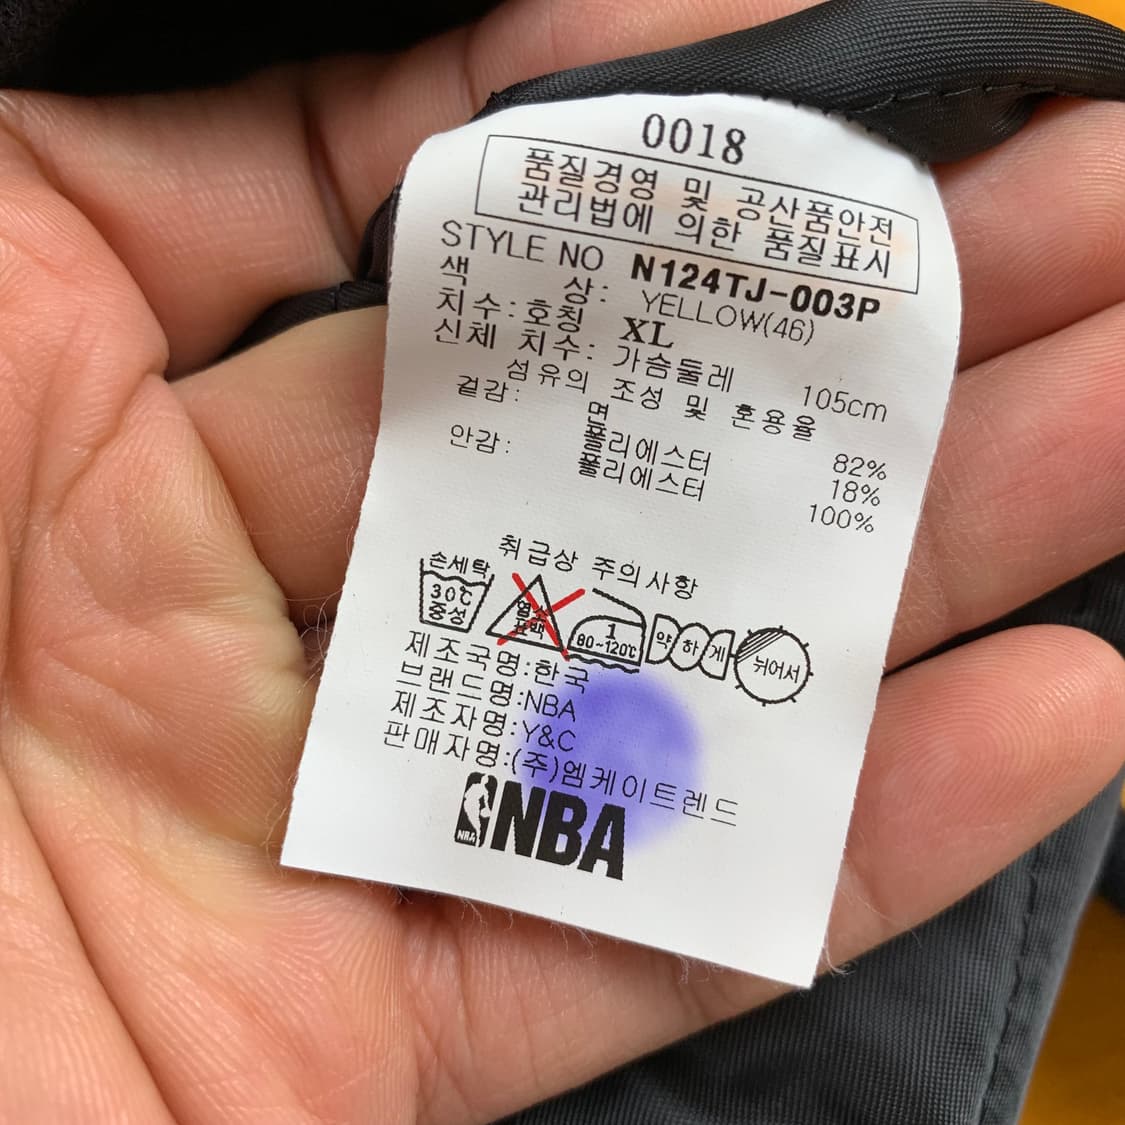 0018
품질경영 및 공산품안전
관리법에 의한 품질표시
STYLE NO N124TJ-003P
색 상: YELLOW(46)
치수:호칭 XL
신체 치수: 가슴둘레 105cm
섬유의 조성 및 혼용율
겉감: 면 82%
폴리에스터 18%
안감: 폴리에스터 100%
취급상 주의사항
손세탁
30℃
중성
염소
표백
1
80~120℃
약하게
뉘어서
제조국명:한국
브랜드명:NBA
제조자명:Y&C
판매자명:(주)엠케이트렌드
NBA
NBA